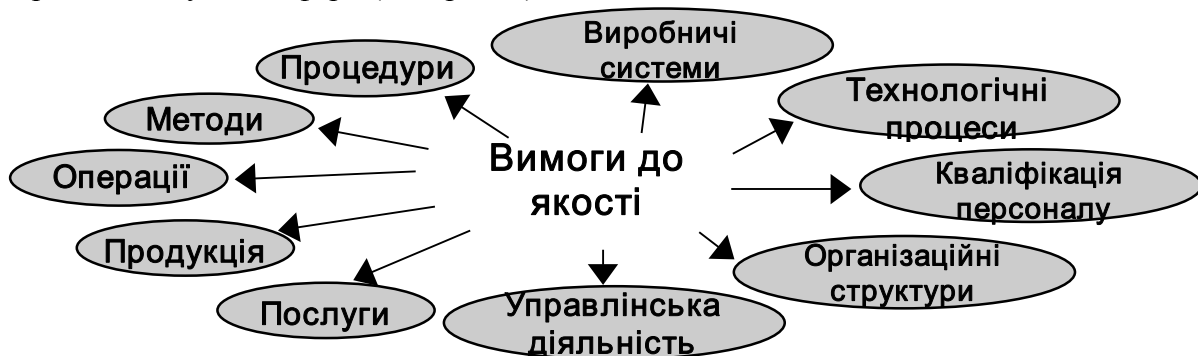 Виробничі
системи
Процедури
Технологічні
процеси
Методи
Вимоги до
якості
Операції
Кваліфікація
персоналу
Продукція
Організаційні
структури
Послуги
Управлінська
діяльність